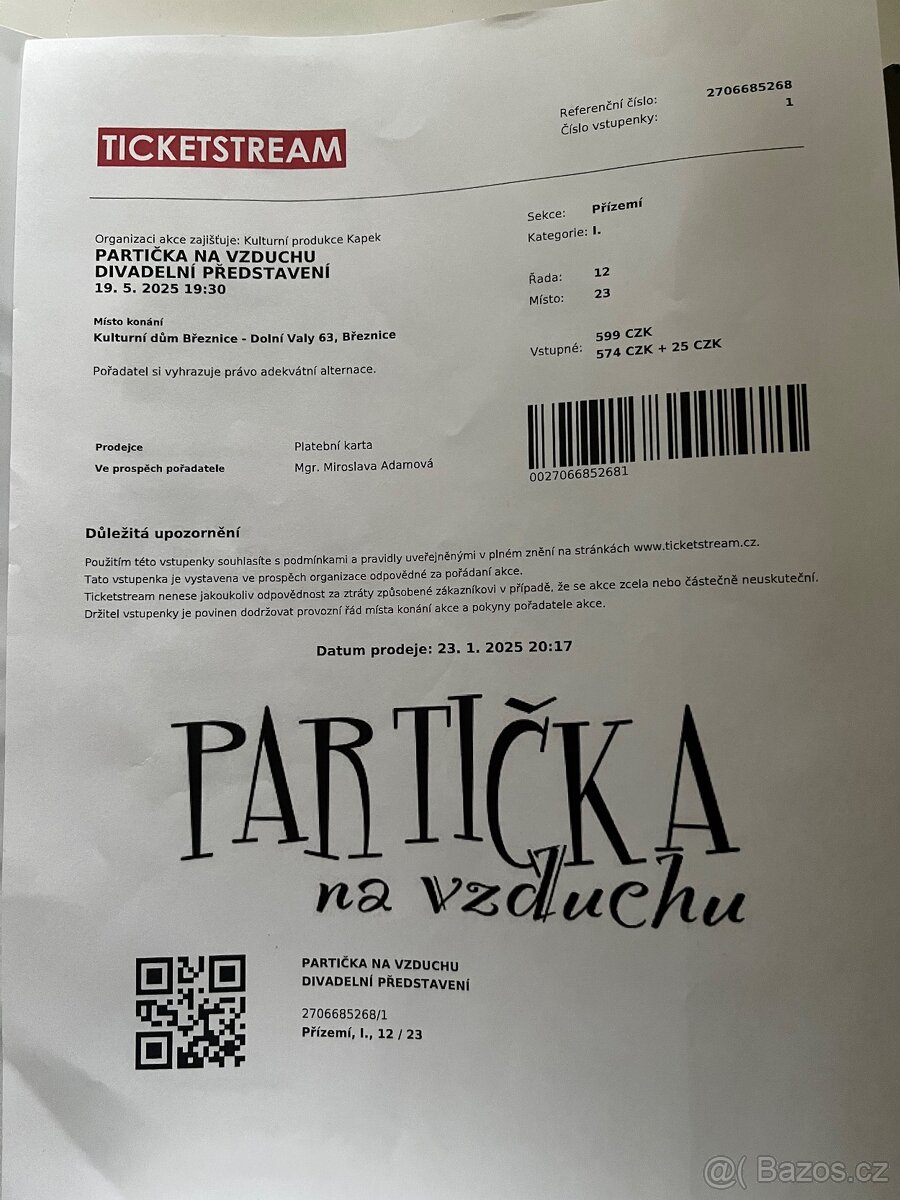 Referenční číslo: 2706685268
Číslo vstupenky: 1
TICKETSTREAM
Sekce: Přízemí
Kategorie: I.
Organizaci akce zajišťuje: Kulturní produkce Kapek
PARTIČKA NA VZDUCHU
DIVADELNÍ PŘEDSTAVENÍ
19. 5. 2025 19:30
Řada: 12
Místo: 23
Místo konání
Kulturní dům Březnice - Dolní Valy 63, Březnice
Vstupné: 599 CZK
574 CZK + 25 CZK
Pořadatel si vyhrazuje právo adekvátní alternace.
Prodejce Platební karta
Ve prospěch pořadatele Mgr. Miroslava Adamová
0027066852681
Důležitá upozornění
Použitím této vstupenky souhlasíte s podmínkami a pravidly uveřejněnými v plném znění na stránkách www.ticketstream.cz.
Tato vstupenka je vystavena ve prospěch organizace odpovědné za pořádání akce.
Ticketstream nenese jakoukoliv odpovědnost za ztráty způsobené zákazníkovi v případě, že se akce zcela nebo částečně neuskuteční.
Držitel vstupenky je povinen dodržovat provozní řád místa konání akce a pokyny pořadatele akce.
Datum prodeje: 23. 1. 2025 20:17
PARTIČKA
na vzduchu
PARTIČKA NA VZDUCHU
DIVADELNÍ PŘEDSTAVENÍ
2706685268/1
Přízemí, I., 12 / 23
@( Bazos.cz